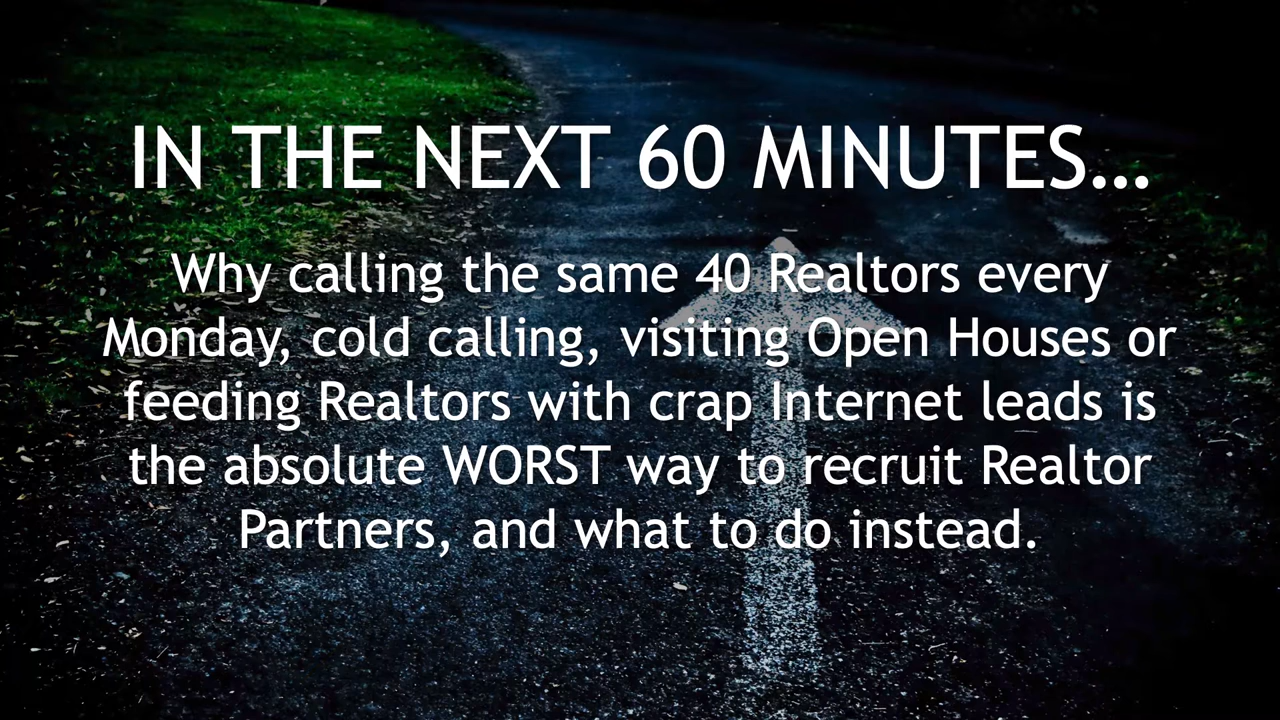 IN THE NEXT 60 MINUTES...
Why calling the same 40 Realtors every
Monday, cold calling, visiting Open Houses or
feeding Realtors with crap Internet leads is
the absolute WORST way to recruit Realtor
Partners, and what to do instead.